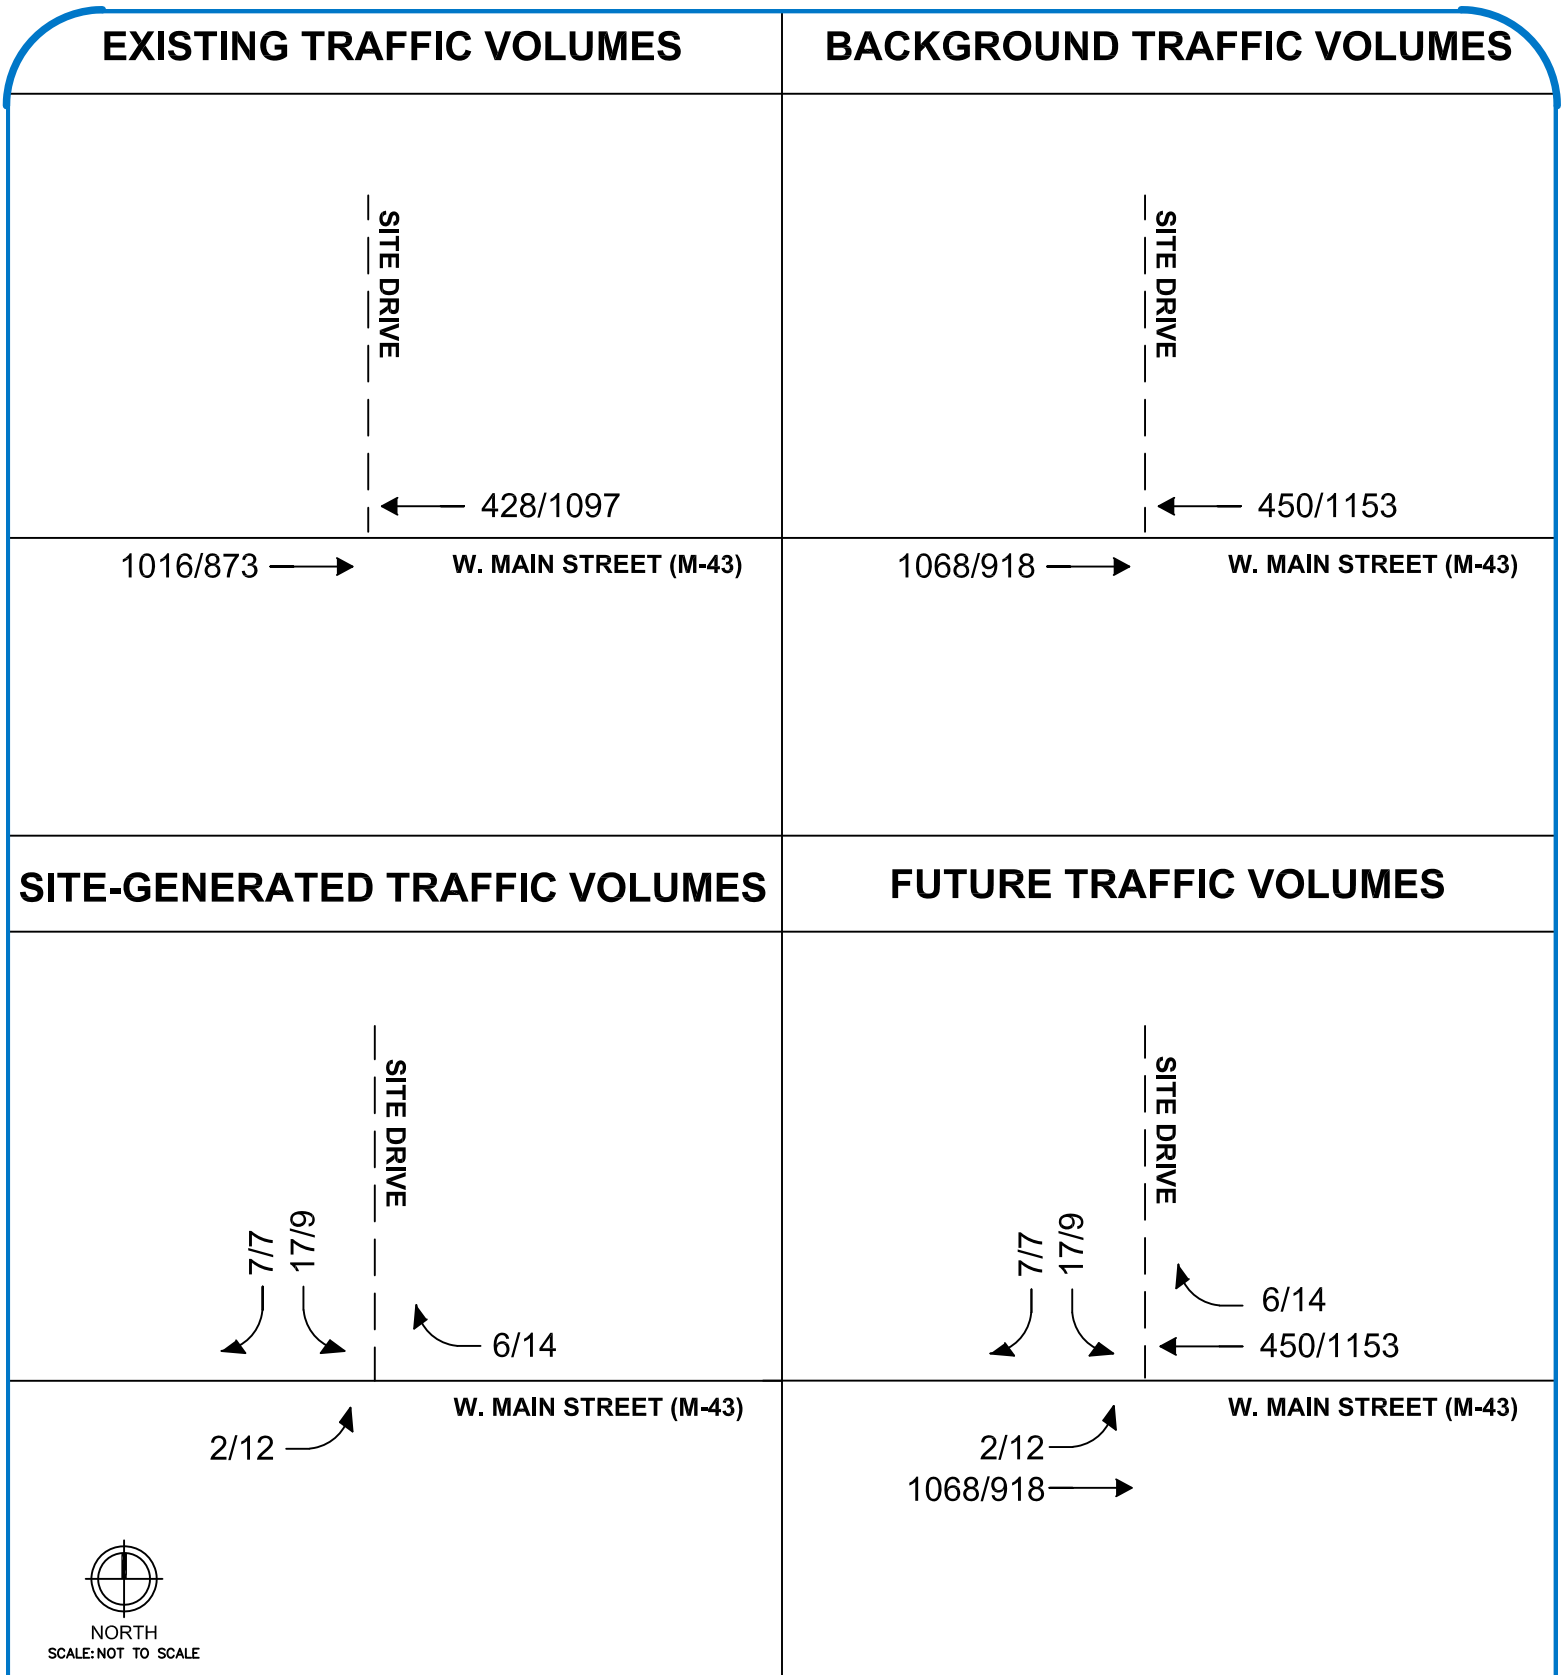 EXISTING TRAFFIC VOLUMES
SITE DRIVE
428/1097
1016/873
W. MAIN STREET (M-43)
BACKGROUND TRAFFIC VOLUMES
SITE DRIVE
450/1153
1068/918
W. MAIN STREET (M-43)
SITE-GENERATED TRAFFIC VOLUMES
SITE DRIVE
7/7
17/9
6/14
W. MAIN STREET (M-43)
2/12
NORTH
SCALE: NOT TO SCALE
FUTURE TRAFFIC VOLUMES
SITE DRIVE
7/7
17/9
6/14
450/1153
W. MAIN STREET (M-43)
2/12
1068/918